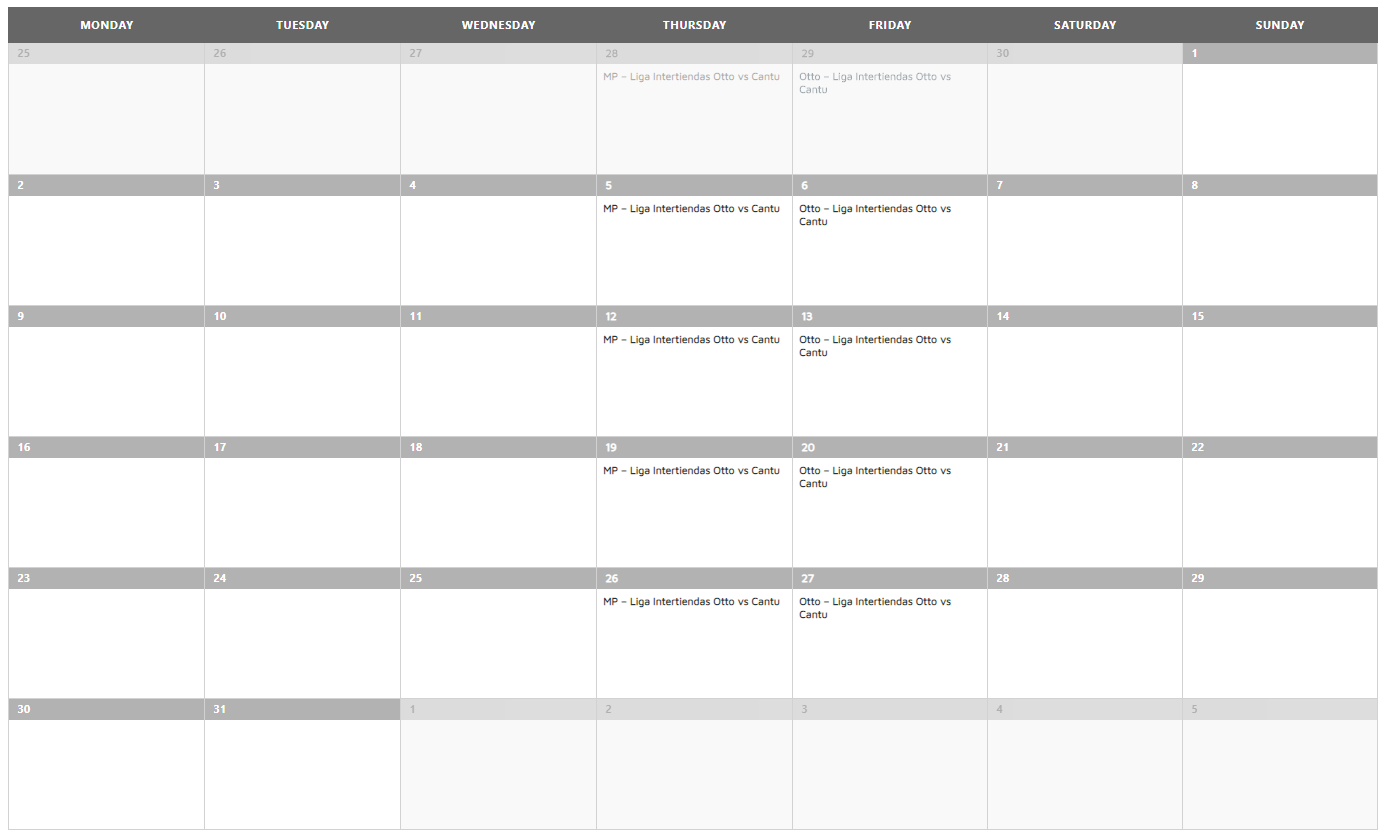 MONDAY TUESDAY WEDNESDAY THURSDAY FRIDAY SATURDAY SUNDAY
25 26 27 28 29 30 1
MP – Liga Intertiendas Otto vs Cantu
Otto – Liga Intertiendas Otto vs
Cantu
2 3 4 5 6 7 8
MP – Liga Intertiendas Otto vs Cantu
Otto – Liga Intertiendas Otto vs
Cantu
9 10 11 12 13 14 15
MP – Liga Intertiendas Otto vs Cantu
Otto – Liga Intertiendas Otto vs
Cantu
16 17 18 19 20 21 22
MP – Liga Intertiendas Otto vs Cantu
Otto – Liga Intertiendas Otto vs
Cantu
23 24 25 26 27 28 29
MP – Liga Intertiendas Otto vs Cantu
Otto – Liga Intertiendas Otto vs
Cantu
30 31 1 2 3 4 5